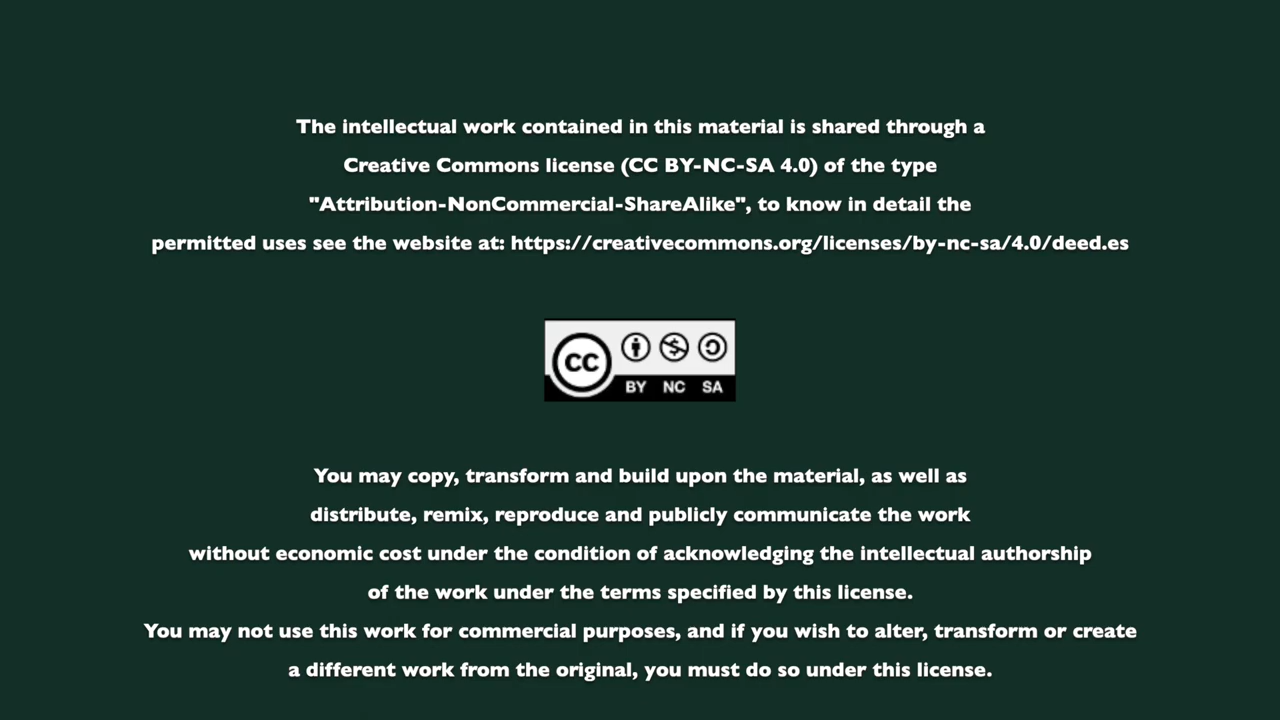 The intellectual work contained in this material is shared through a
Creative Commons license (CC BY-NC-SA 4.0) of the type
"Attribution-NonCommercial-ShareAlike", to know in detail the
permitted uses see the website at: https://creativecommons.org/licenses/by-nc-sa/4.0/deed.es
CC
BY NC SA
You may copy, transform and build upon the material, as well as
distribute, remix, reproduce and publicly communicate the work
without economic cost under the condition of acknowledging the intellectual authorship
of the work under the terms specified by this license.
You may not use this work for commercial purposes, and if you wish to alter, transform or create
a different work from the original, you must do so under this license.